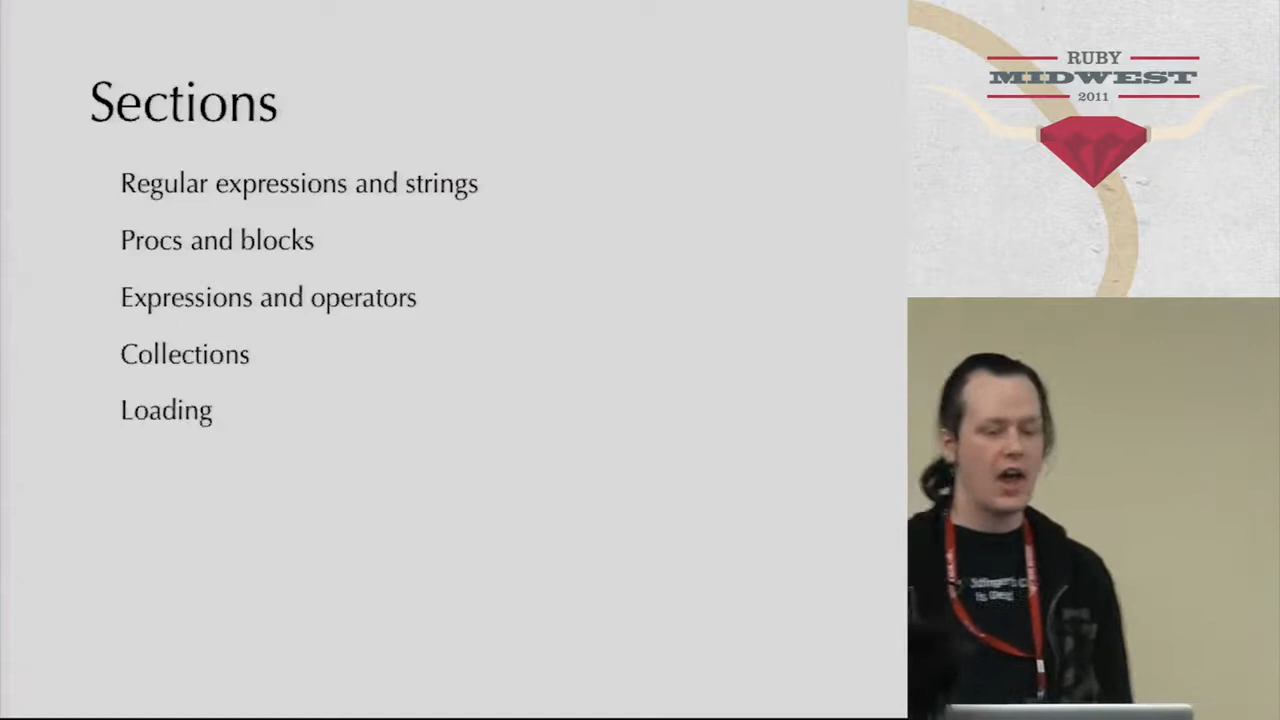 Sections
Regular expressions and strings
Procs and blocks
Expressions and operators
Collections
Loading
RUBY
MIDWEST
2011